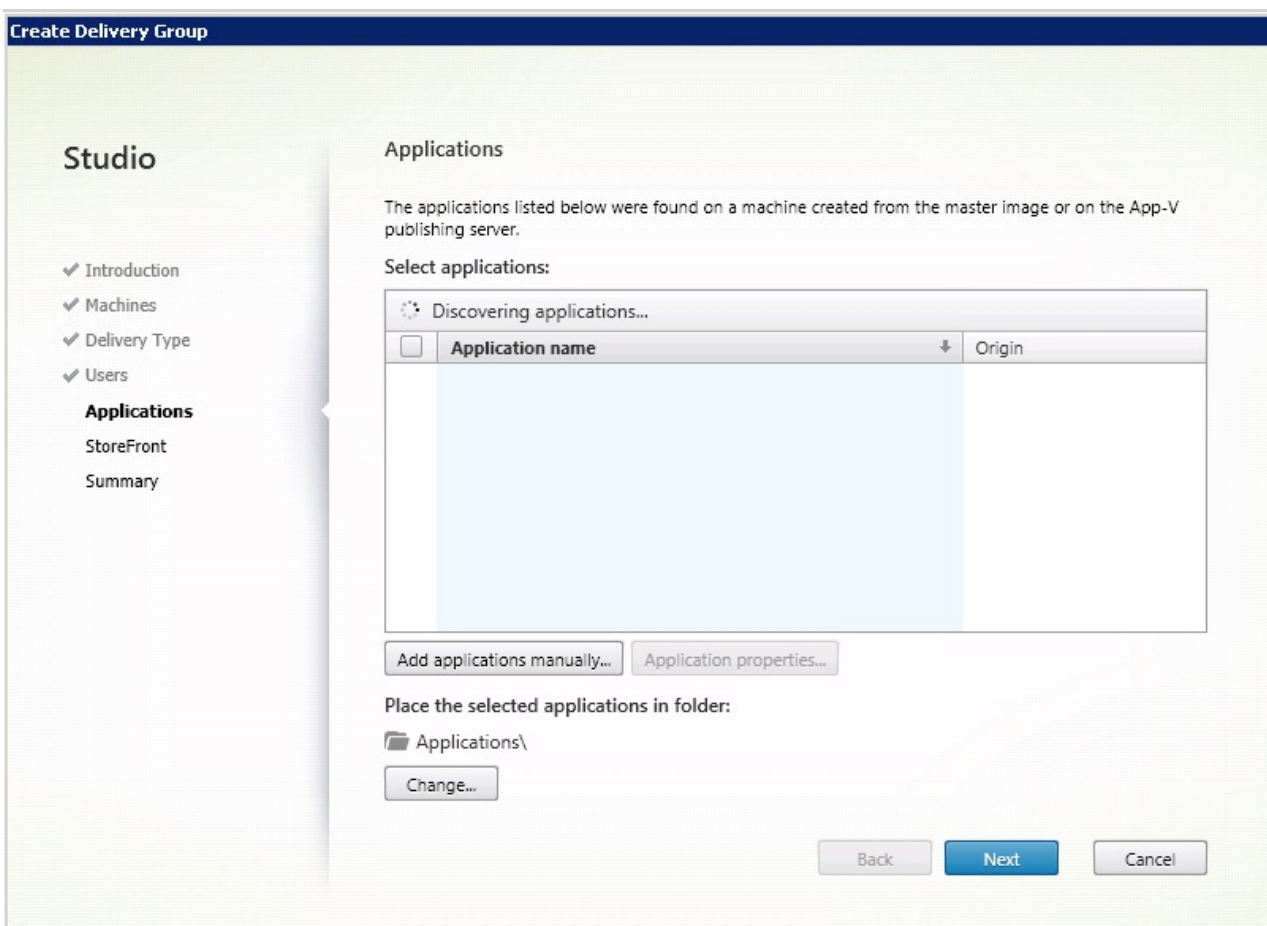 Create Delivery Group
Studio
Introduction
Machines
Delivery Type
Users
Applications
StoreFront
Summary
Applications
The applications listed below were found on a machine created from the master image or on the App-V
publishing server.
Select applications:
Discovering applications...
Application name
Origin
Add applications manually...
Application properties...
Place the selected applications in folder:
Applications\
Change...
Back
Next
Cancel